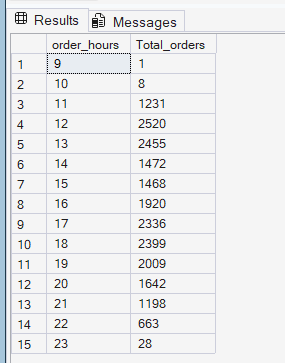 Results Messages
order_hours Total_orders
1 9 1
2 10 8
3 11 1231
4 12 2520
5 13 2455
6 14 1472
7 15 1468
8 16 1920
9 17 2336
10 18 2399
11 19 2009
12 20 1642
13 21 1198
14 22 663
15 23 28